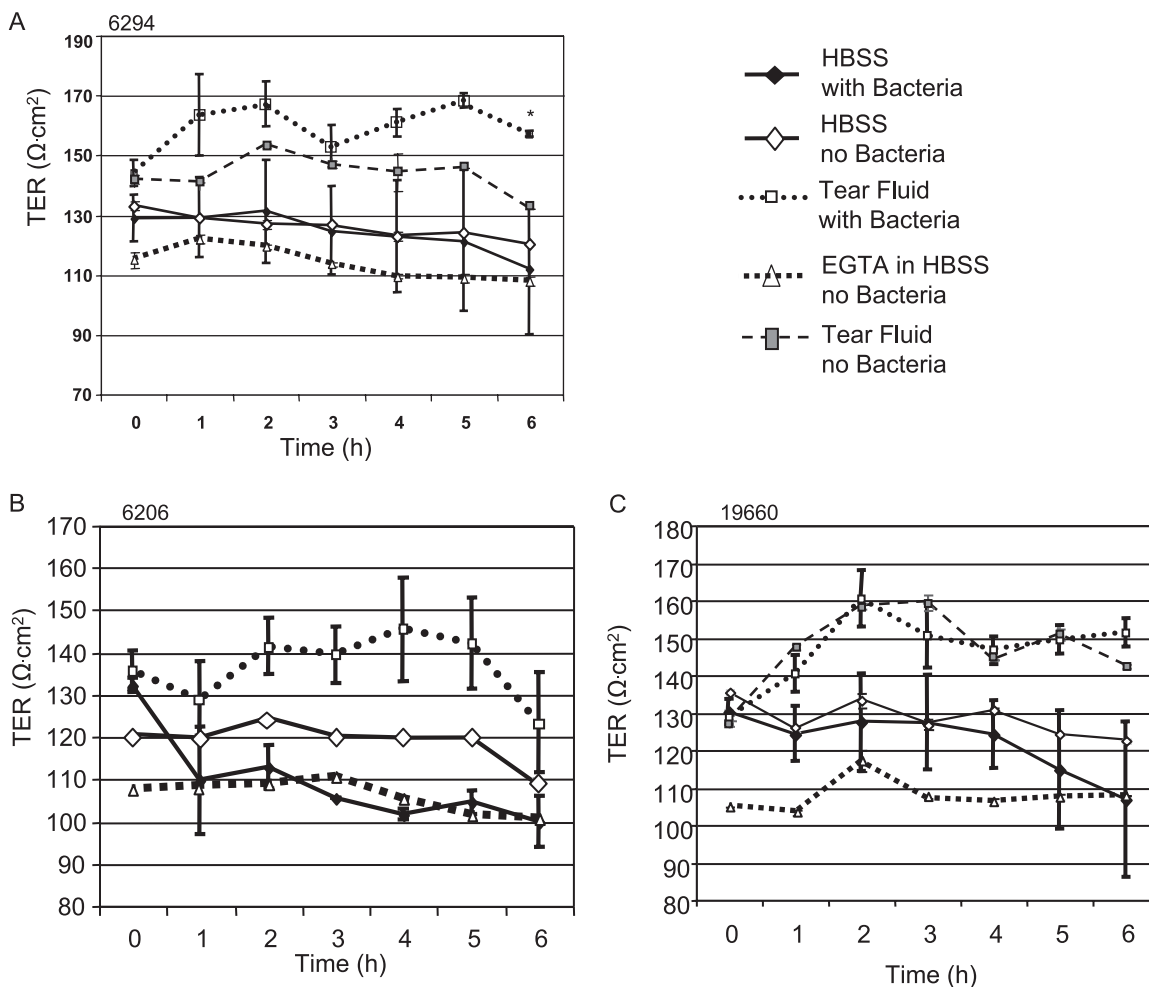 A
6294
TER (Ω·cm²)
190
170
150
130
110
90
70
*
0 1 2 3 4 5 6
Time (h)
HBSS
with Bacteria
HBSS
no Bacteria
Tear Fluid
with Bacteria
EGTA in HBSS
no Bacteria
Tear Fluid
no Bacteria
B
6206
TER (Ω·cm²)
170
160
150
140
130
120
110
100
90
80
0 1 2 3 4 5 6
Time (h)
C
19660
TER (Ω·cm²)
180
170
160
150
140
130
120
110
100
90
80
0 1 2 3 4 5 6
Time (h)